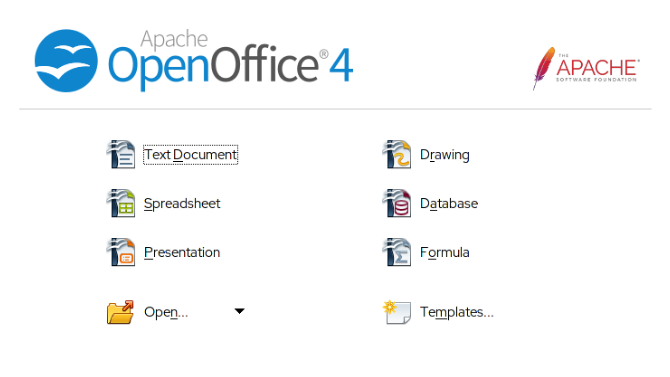 Apache
OpenOffice® 4
THE
APACHE®
SOFTWARE FOUNDATION
Text Document
Drawing
Spreadsheet
Database
Presentation
Formula
Open...
Templates...